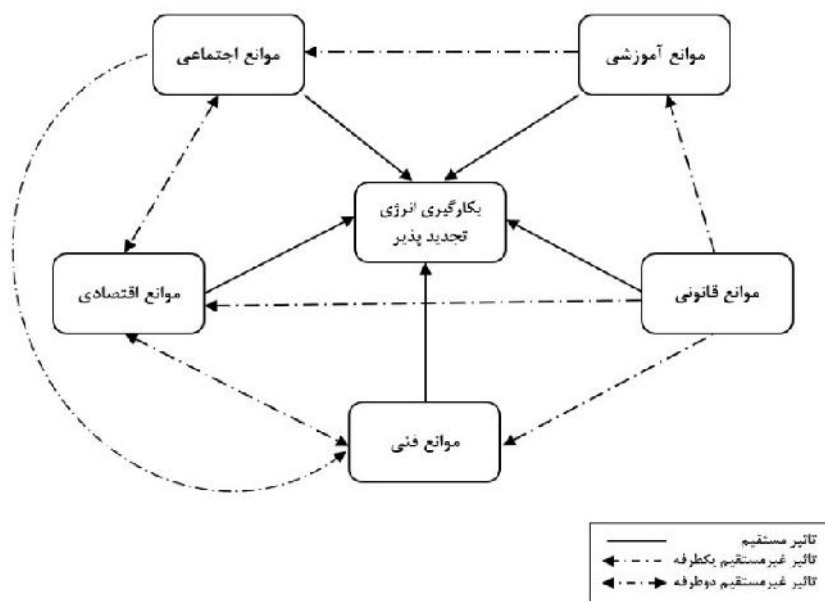 موانع اجتماعی
موانع آموزشی
بکارگیری انرژی
تجدید پذیر
موانع اقتصادی
موانع قانونی
موانع فنی
تاثیر مستقیم
تاثیر غیرمستقیم یکطرفه
تاثیر غیرمستقیم دوطرفه